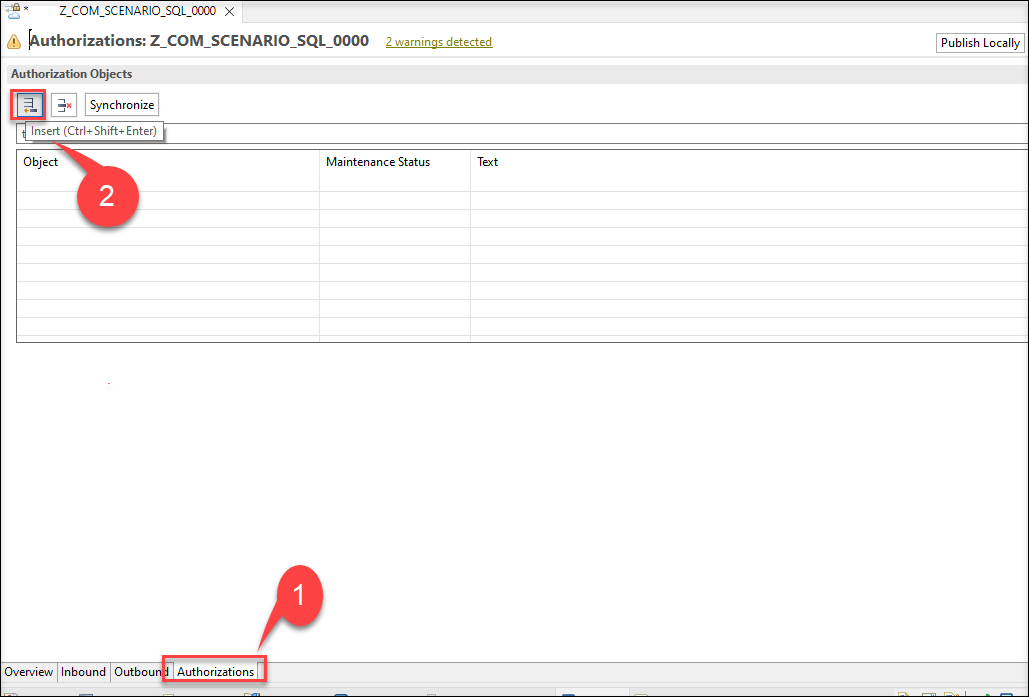 Z_COM_SCENARIO_SQL_0000
Authorizations: Z_COM_SCENARIO_SQL_0000 2 warnings detected Publish Locally
Authorization Objects
Synchronize
Insert (Ctrl+Shift+Enter)
Object Maintenance Status Text
2
1
Overview Inbound Outbound Authorizations